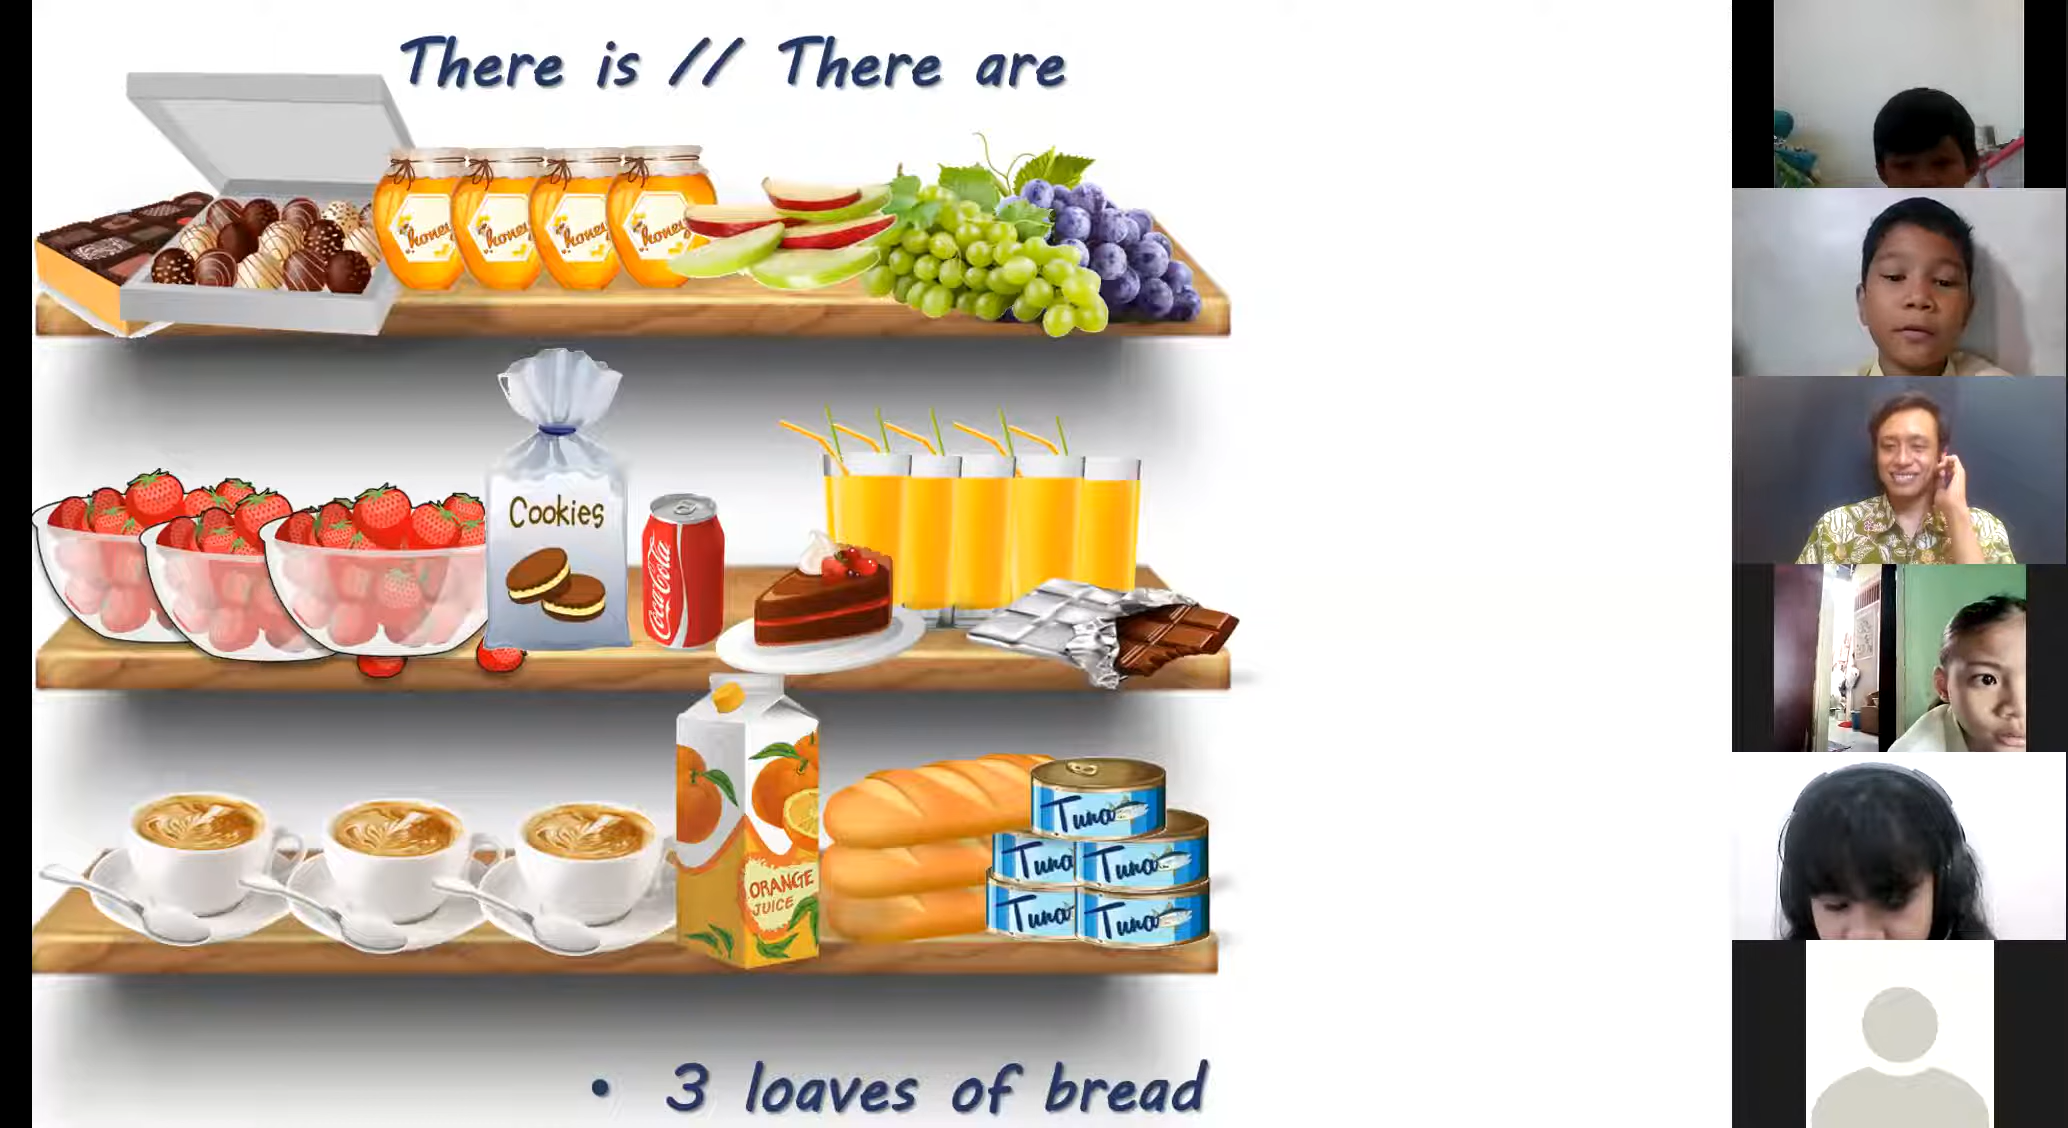 There is // There are
honey honey honey honey
Cookies
Coca-Cola
ORANGE
JUICE
Tuna
Tuna Tuna
Tuna Tuna
• 3 loaves of bread